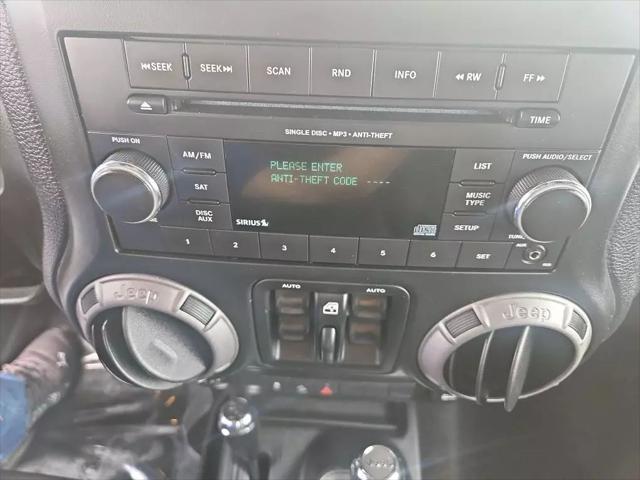 ⏮SEEK
SEEK⏭
SCAN
RND
INFO
◀◀ RW
FF ▶▶
TIME
SINGLE DISC • MP3 • ANTI-THEFT
PUSH ON
PUSH AUDIO/SELECT
AM/FM
SAT
DISC AUX
PLEASE ENTER
ANTI-THEFT CODE ----
SIRIUS
LIST
MUSIC TYPE
SETUP
1 2 3 4 5 6 SET
AUX
AUTO AUTO
Jeep
Jeep
Jeep